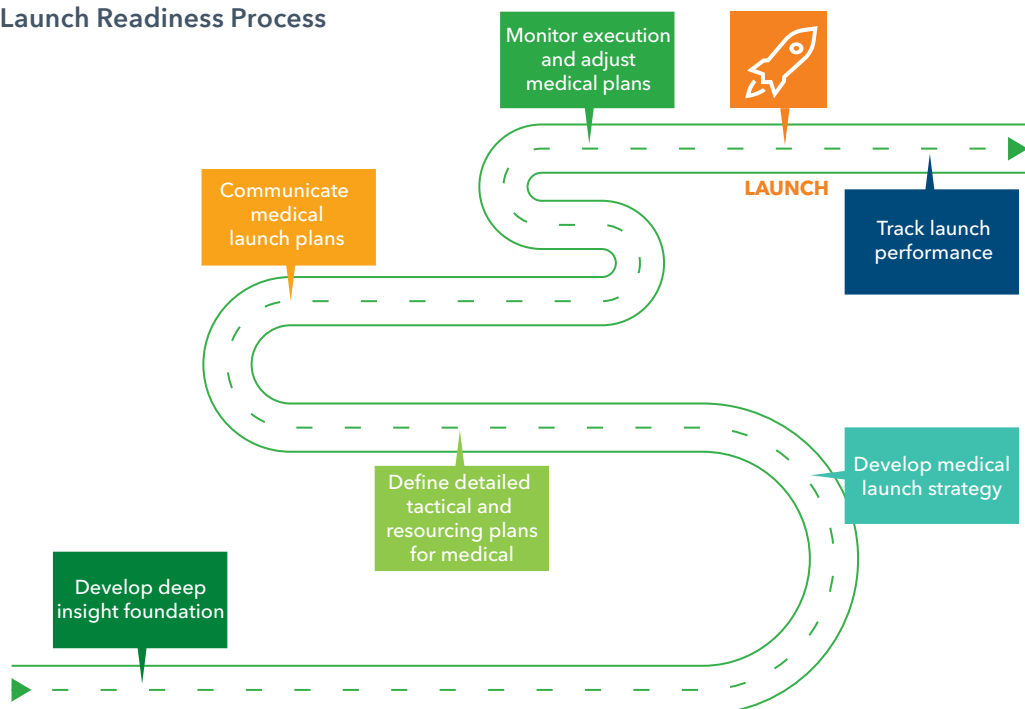 Launch Readiness Process
Monitor execution
and adjust
medical plans
LAUNCH
Communicate
medical
launch plans
Track launch
performance
Define detailed
tactical and
resourcing plans
for medical
Develop medical
launch strategy
Develop deep
insight foundation